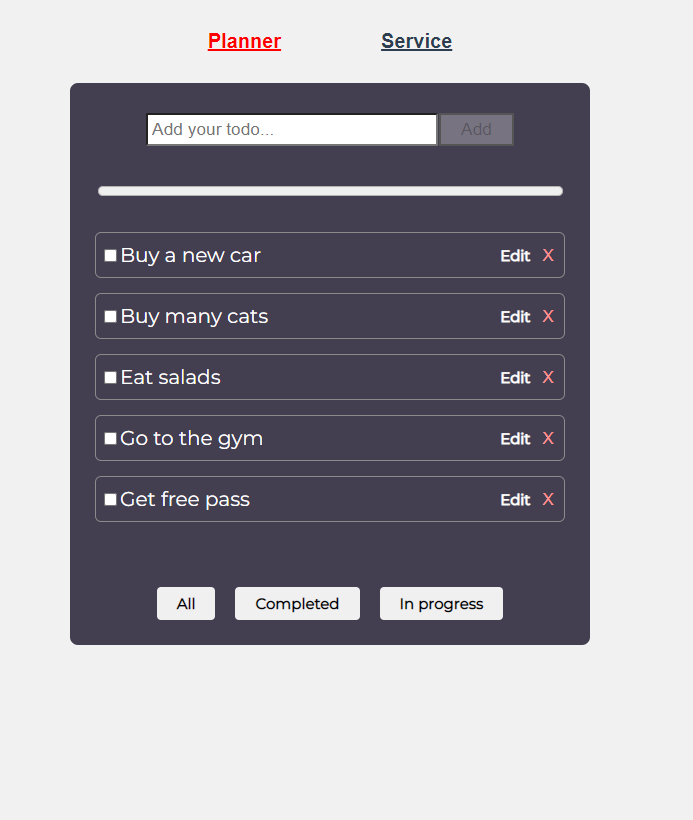 Planner Service
Add your todo... Add
Buy a new car Edit X
Buy many cats Edit X
Eat salads Edit X
Go to the gym Edit X
Get free pass Edit X
All Completed In progress